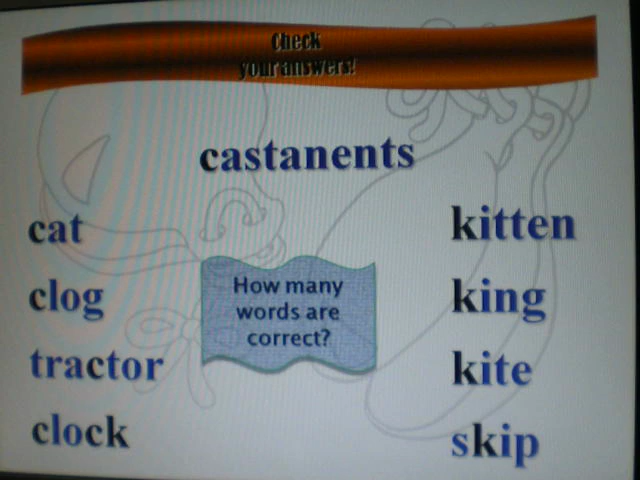 Check
your answers!
castanents
cat
kitten
How many
words are
correct?
clog
king
tractor
kite
clock
skip